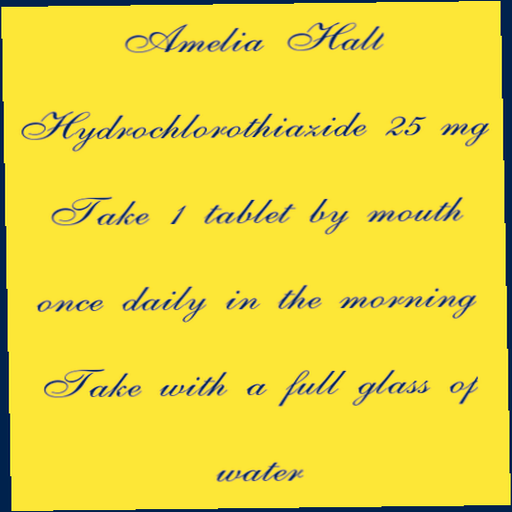 Amelia Halt
Hydrochlorothiazide 25 mg
Take 1 tablet by mouth
once daily in the morning
Take with a full glass of
water